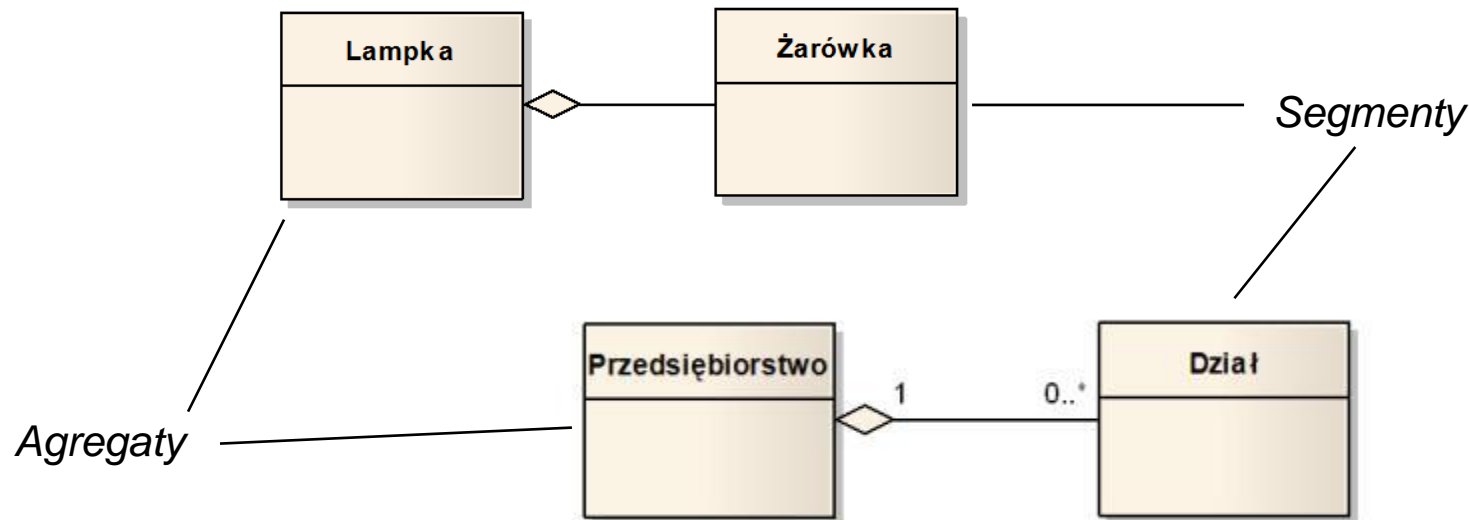 Lampka
Żarówka
Segmenty
Przedsiębiorstwo
1
0..*
Dział
Agregaty